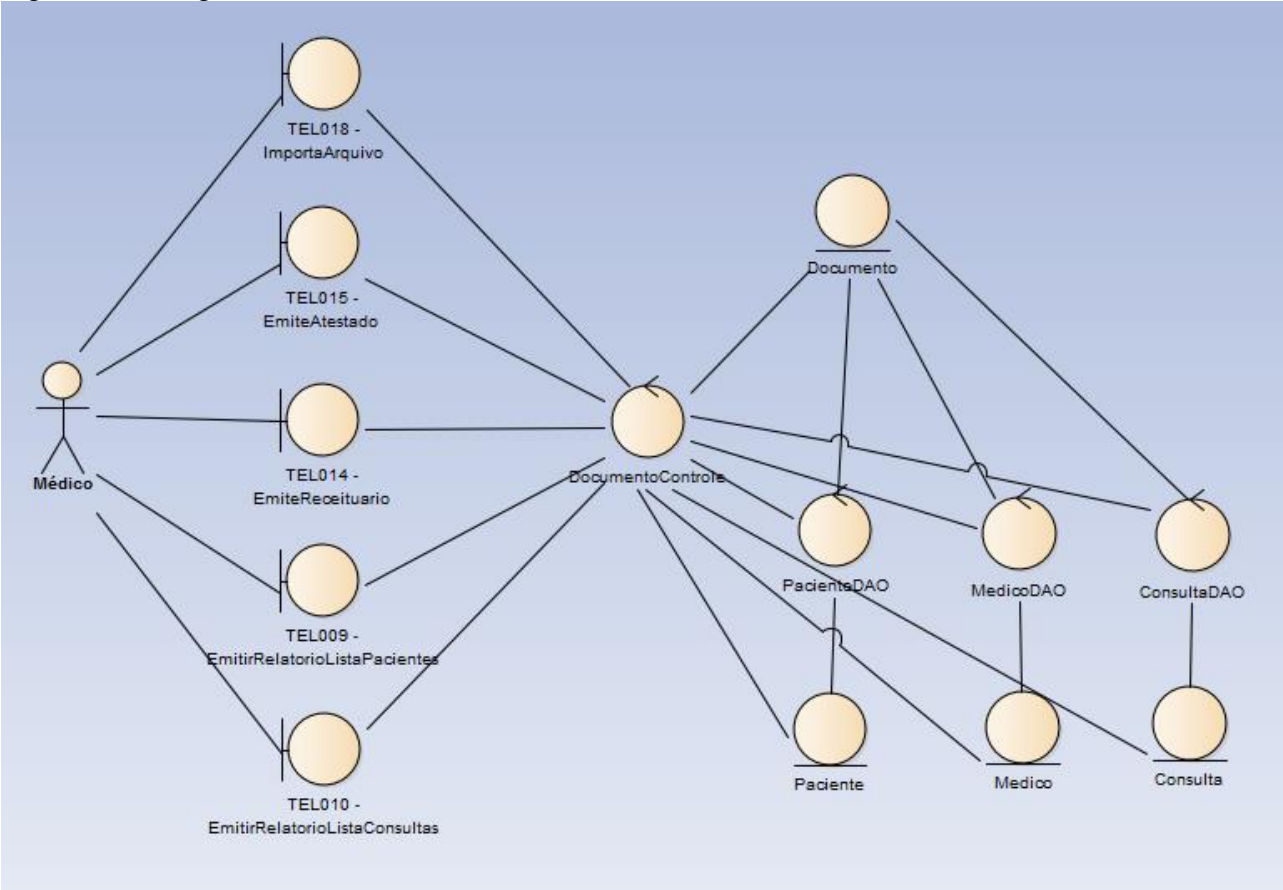 TEL018 -
ImportaArquivo
TEL015 -
EmiteAtestado
TEL014 -
EmiteReceituario
TEL009 -
EmitirRelatorioListaPacientes
TEL010 -
EmitirRelatorioListaConsultas
Médico
DocumentoControle
Documento
PacienteDAO
MedicoDAO
ConsultaDAO
Paciente
Medico
Consulta